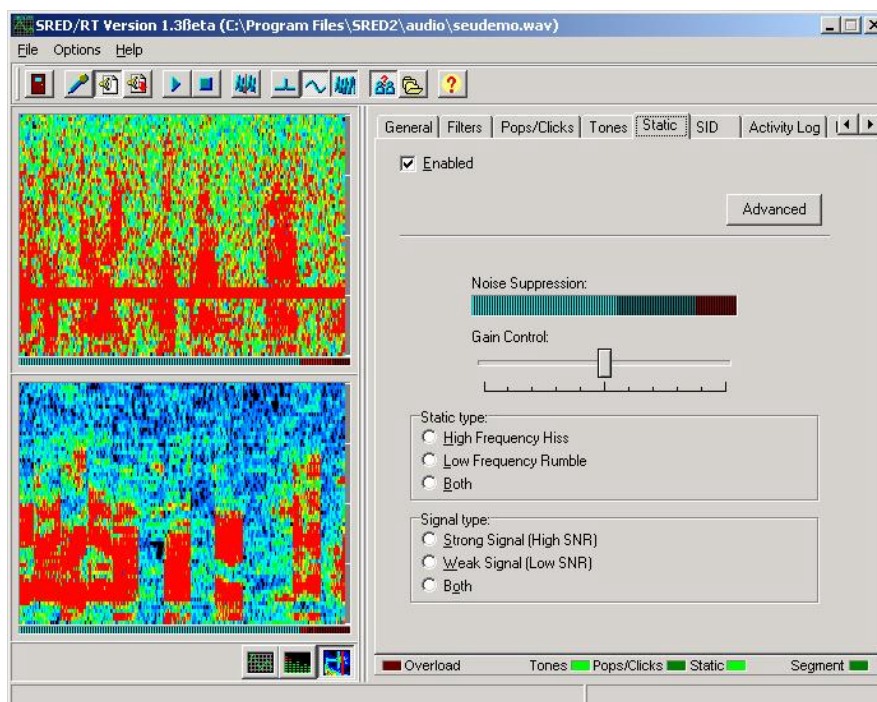 SRED/RT Version 1.3ßeta (C:\Program Files\SRED2\audio\seudemo.wav)
File Options Help
General Filters Pops/Clicks Tones Static SID Activity Log
Enabled
Advanced
Noise Suppression:
Gain Control:
Static type:
High Frequency Hiss
Low Frequency Rumble
Both
Signal type:
Strong Signal (High SNR)
Weak Signal (Low SNR)
Both
Overload Tones Pops/Clicks Static Segment